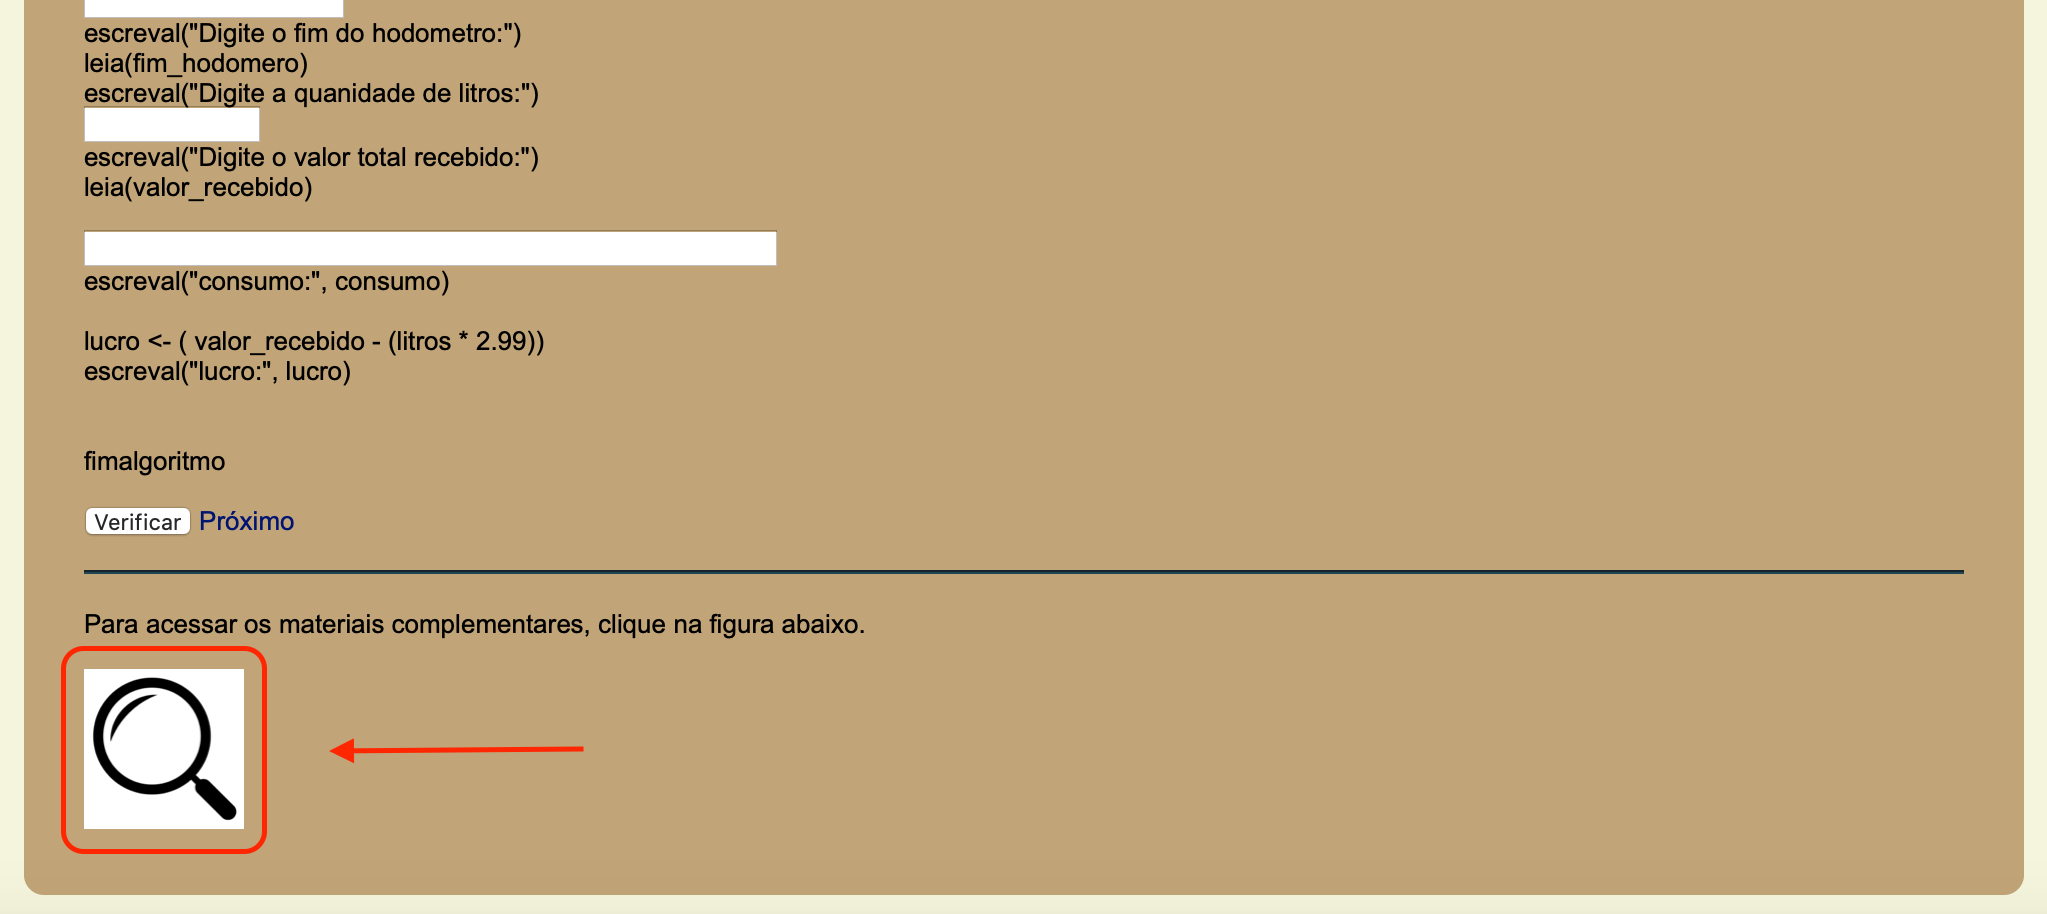 escreval("Digite o fim do hodometro:")
leia(fim_hodomero)
escreval("Digite a quanidade de litros:")
escreval("Digite o valor total recebido:")
leia(valor_recebido)
escreval("consumo:", consumo)
lucro <- ( valor_recebido - (litros * 2.99))
escreval("lucro:", lucro)
fimalgoritmo
Verificar Próximo
Para acessar os materiais complementares, clique na figura abaixo.